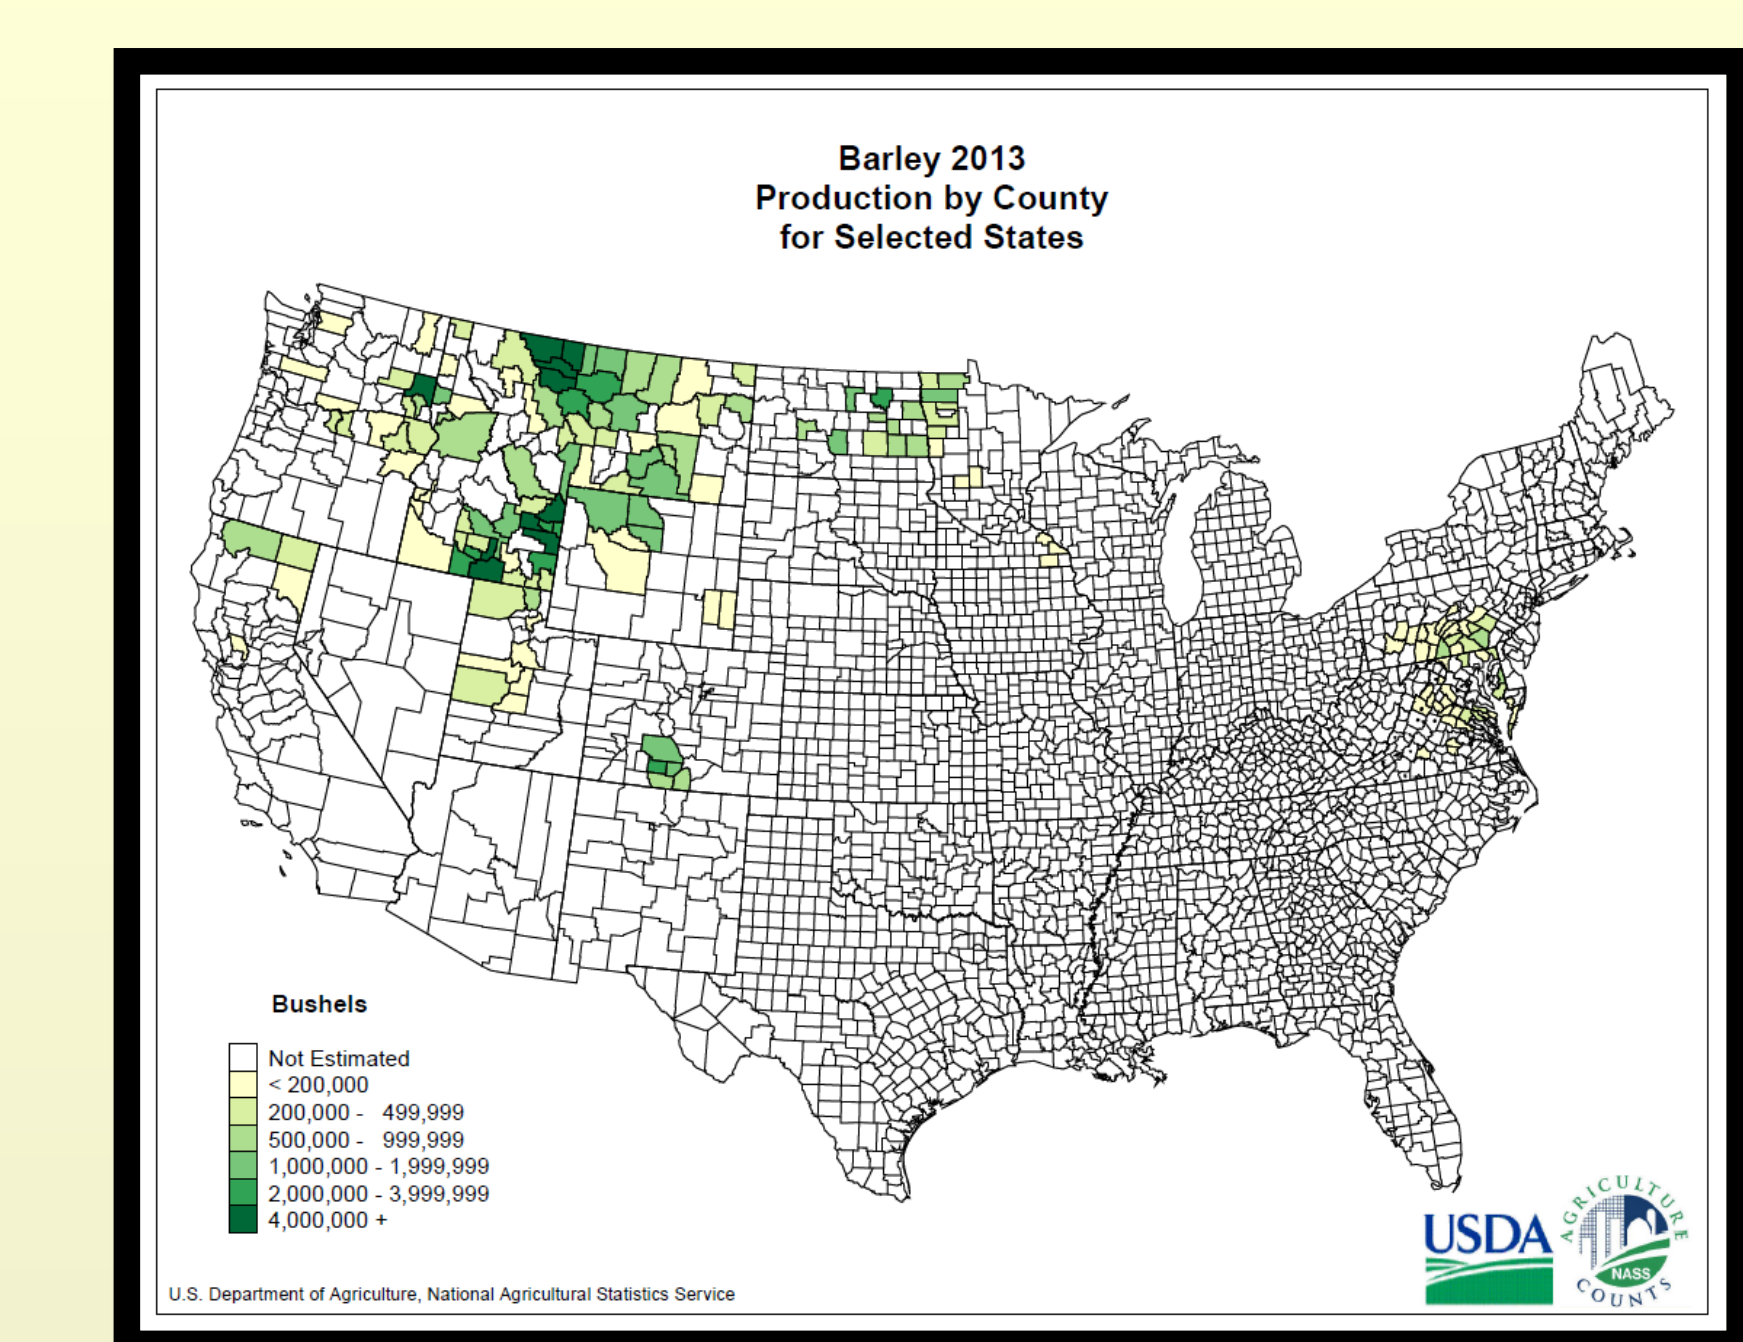 Barley 2013
Production by County
for Selected States
Bushels
Not Estimated
< 200,000
200,000 - 499,999
500,000 - 999,999
1,000,000 - 1,999,999
2,000,000 - 3,999,999
4,000,000 +
U.S. Department of Agriculture, National Agricultural Statistics Service
USDA
AGRICULTURE
NASS
COUNTS